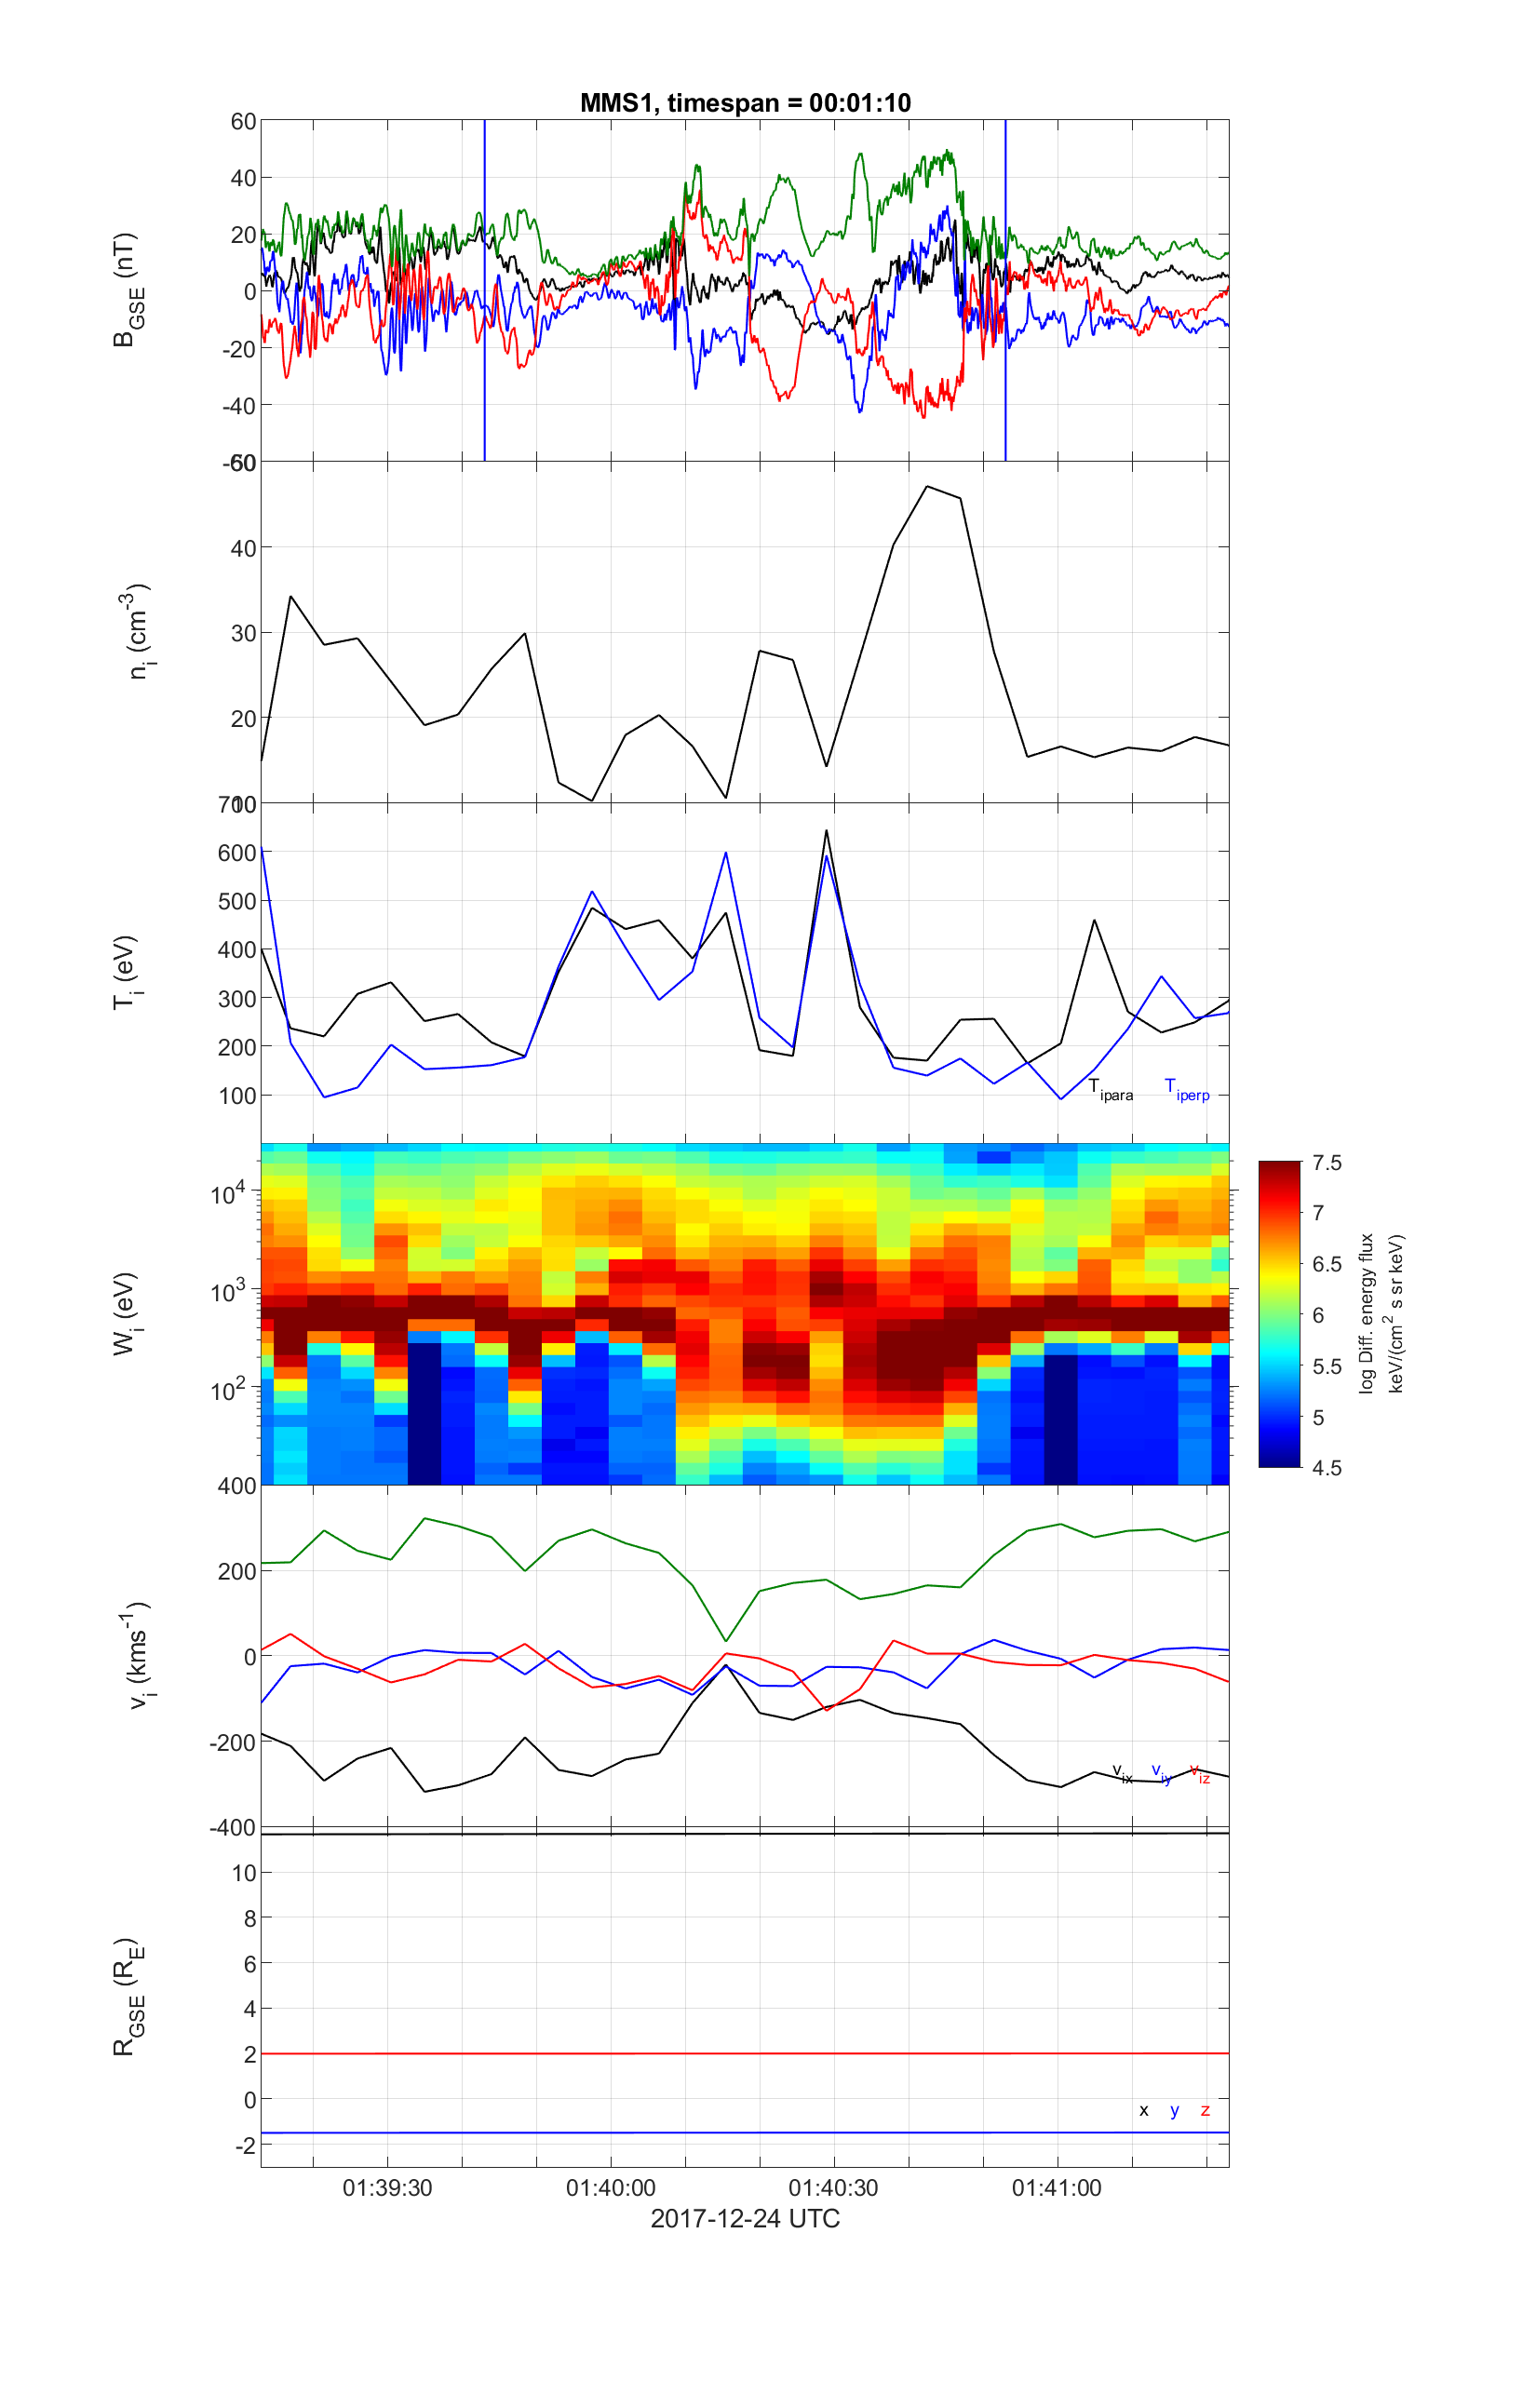 MMS1, timespan = 00:01:10
60
40
20
0
-20
-40
-60
B_GSE (nT)
50
40
30
20
10
n_i (cm^-3)
700
600
500
400
300
200
100
T_i (eV)
T_ipara T_iperp
10^4
10^3
10^2
W_i (eV)
7.5
7
6.5
6
5.5
5
4.5
log Diff. energy flux
keV/(cm^2 s sr keV)
400
200
0
-200
-400
v_i (kms^-1)
v_ix v_iy v_iz
10
8
6
4
2
0
-2
R_GSE (R_E)
x y z
01:39:30 01:40:00 01:40:30 01:41:00
2017-12-24 UTC